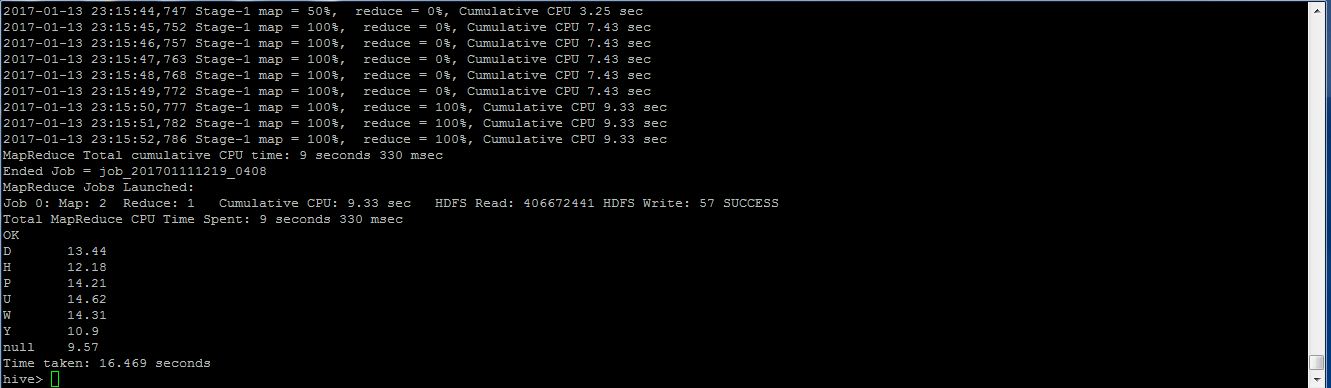 2017-01-13 23:15:44,747 Stage-1 map = 50%,  reduce = 0%, Cumulative CPU 3.25 sec
2017-01-13 23:15:45,752 Stage-1 map = 100%,  reduce = 0%, Cumulative CPU 7.43 sec
2017-01-13 23:15:46,757 Stage-1 map = 100%,  reduce = 0%, Cumulative CPU 7.43 sec
2017-01-13 23:15:47,763 Stage-1 map = 100%,  reduce = 0%, Cumulative CPU 7.43 sec
2017-01-13 23:15:48,768 Stage-1 map = 100%,  reduce = 0%, Cumulative CPU 7.43 sec
2017-01-13 23:15:49,772 Stage-1 map = 100%,  reduce = 0%, Cumulative CPU 7.43 sec
2017-01-13 23:15:50,777 Stage-1 map = 100%,  reduce = 100%, Cumulative CPU 9.33 sec
2017-01-13 23:15:51,782 Stage-1 map = 100%,  reduce = 100%, Cumulative CPU 9.33 sec
2017-01-13 23:15:52,786 Stage-1 map = 100%,  reduce = 100%, Cumulative CPU 9.33 sec
MapReduce Total cumulative CPU time: 9 seconds 330 msec
Ended Job = job_201701111219_0408
MapReduce Jobs Launched:
Job 0: Map: 2  Reduce: 1   Cumulative CPU: 9.33 sec   HDFS Read: 406672441 HDFS Write: 57 SUCCESS
Total MapReduce CPU Time Spent: 9 seconds 330 msec
OK
D       13.44
H       12.18
P       14.21
U       14.62
W       14.31
Y       10.9
null    9.57
Time taken: 16.469 seconds
hive>